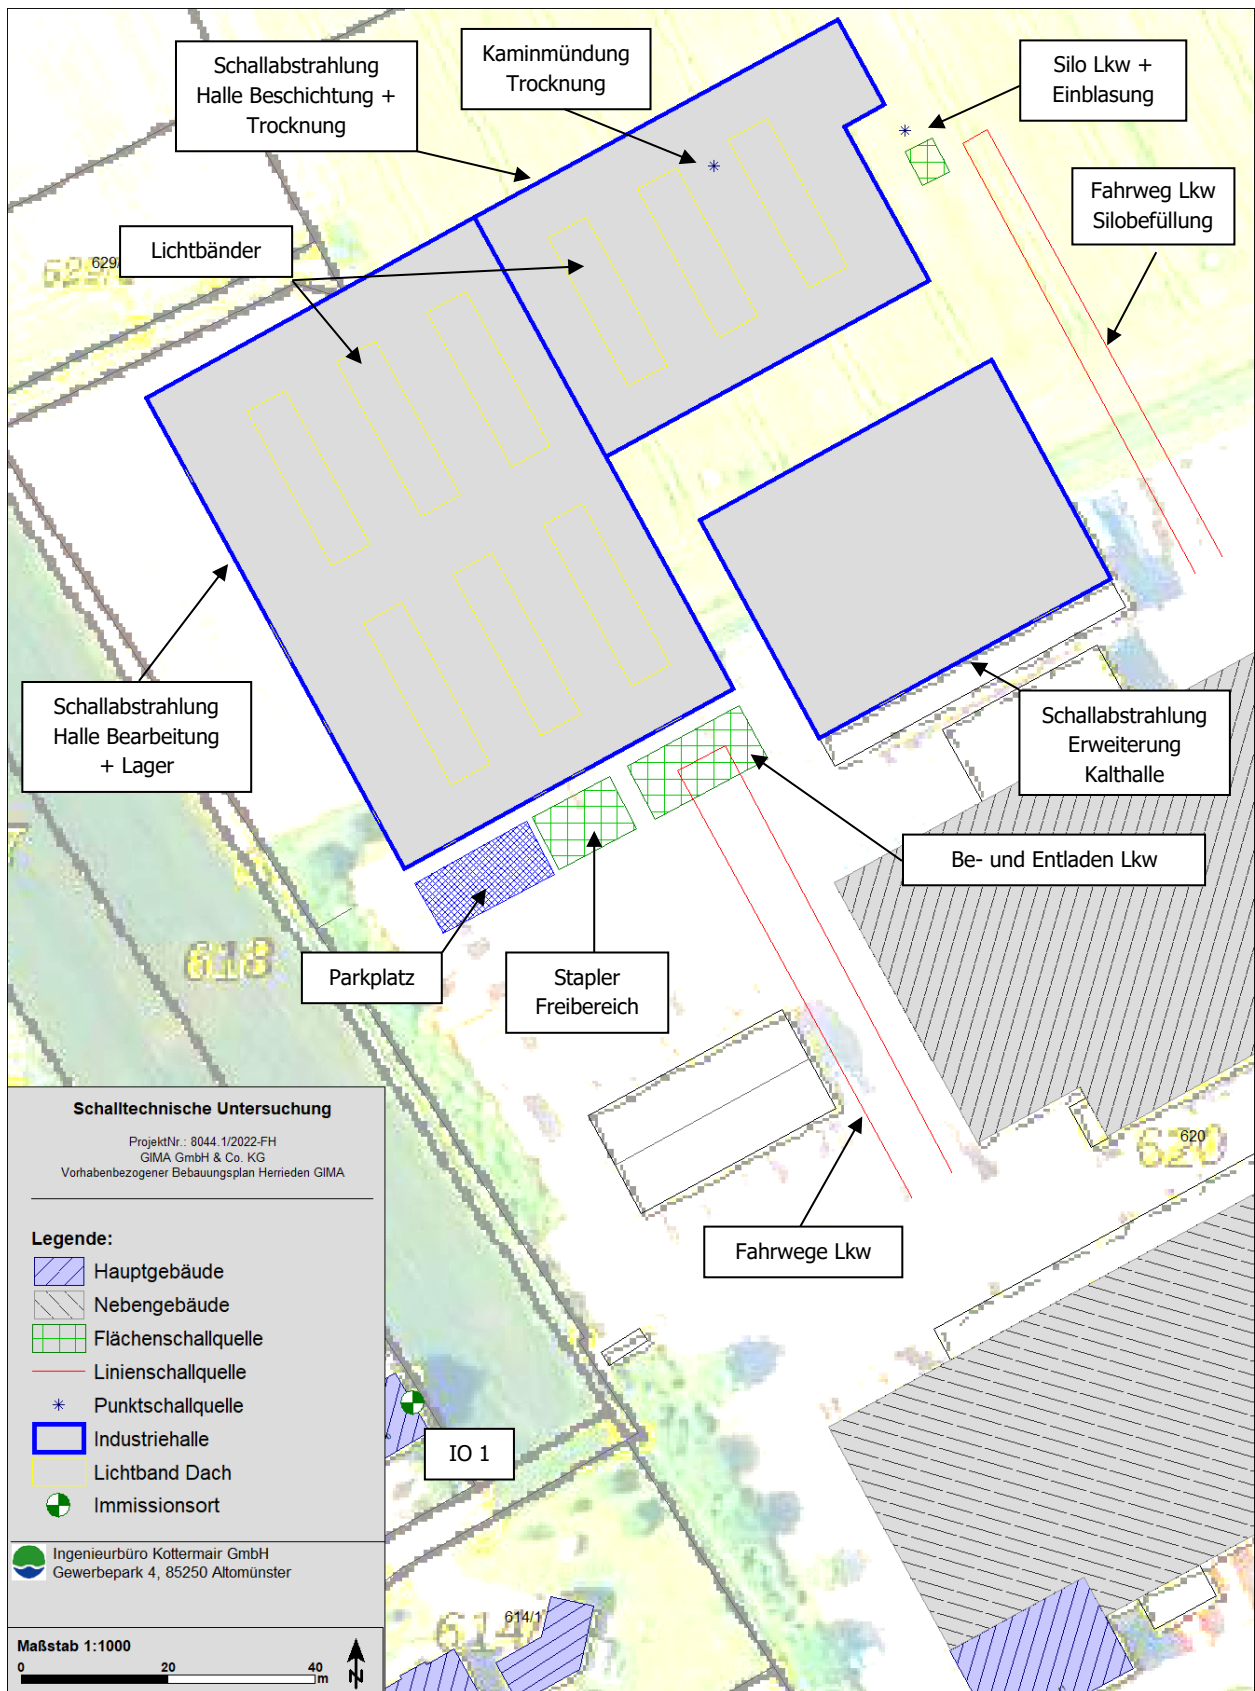 Schallabstrahlung
Halle Beschichtung +
Trocknung
Kaminmündung
Trocknung
Silo Lkw +
Einblasung
Fahrweg Lkw
Silobefüllung
Lichtbänder
629/
Schallabstrahlung
Halle Bearbeitung
+ Lager
Schallabstrahlung
Erweiterung
Kalthalle
Be- und Entladen Lkw
618
Parkplatz
Stapler
Freibereich
620
620
Fahrwege Lkw
IO 1
614/1
Schalltechnische Untersuchung
ProjektNr.: 8044.1/2022-FH
GIMA GmbH & Co. KG
Vorhabenbezogener Bebauungsplan Herrieden GIMA
Legende:
Hauptgebäude
Nebengebäude
Flächenschallquelle
Linienschallquelle
Punktschallquelle
Industriehalle
Lichtband Dach
Immissionsort
Ingenieurbüro Kottermair GmbH
Gewerbepark 4, 85250 Altomünster
Maßstab 1:1000
0 20 40
m
N